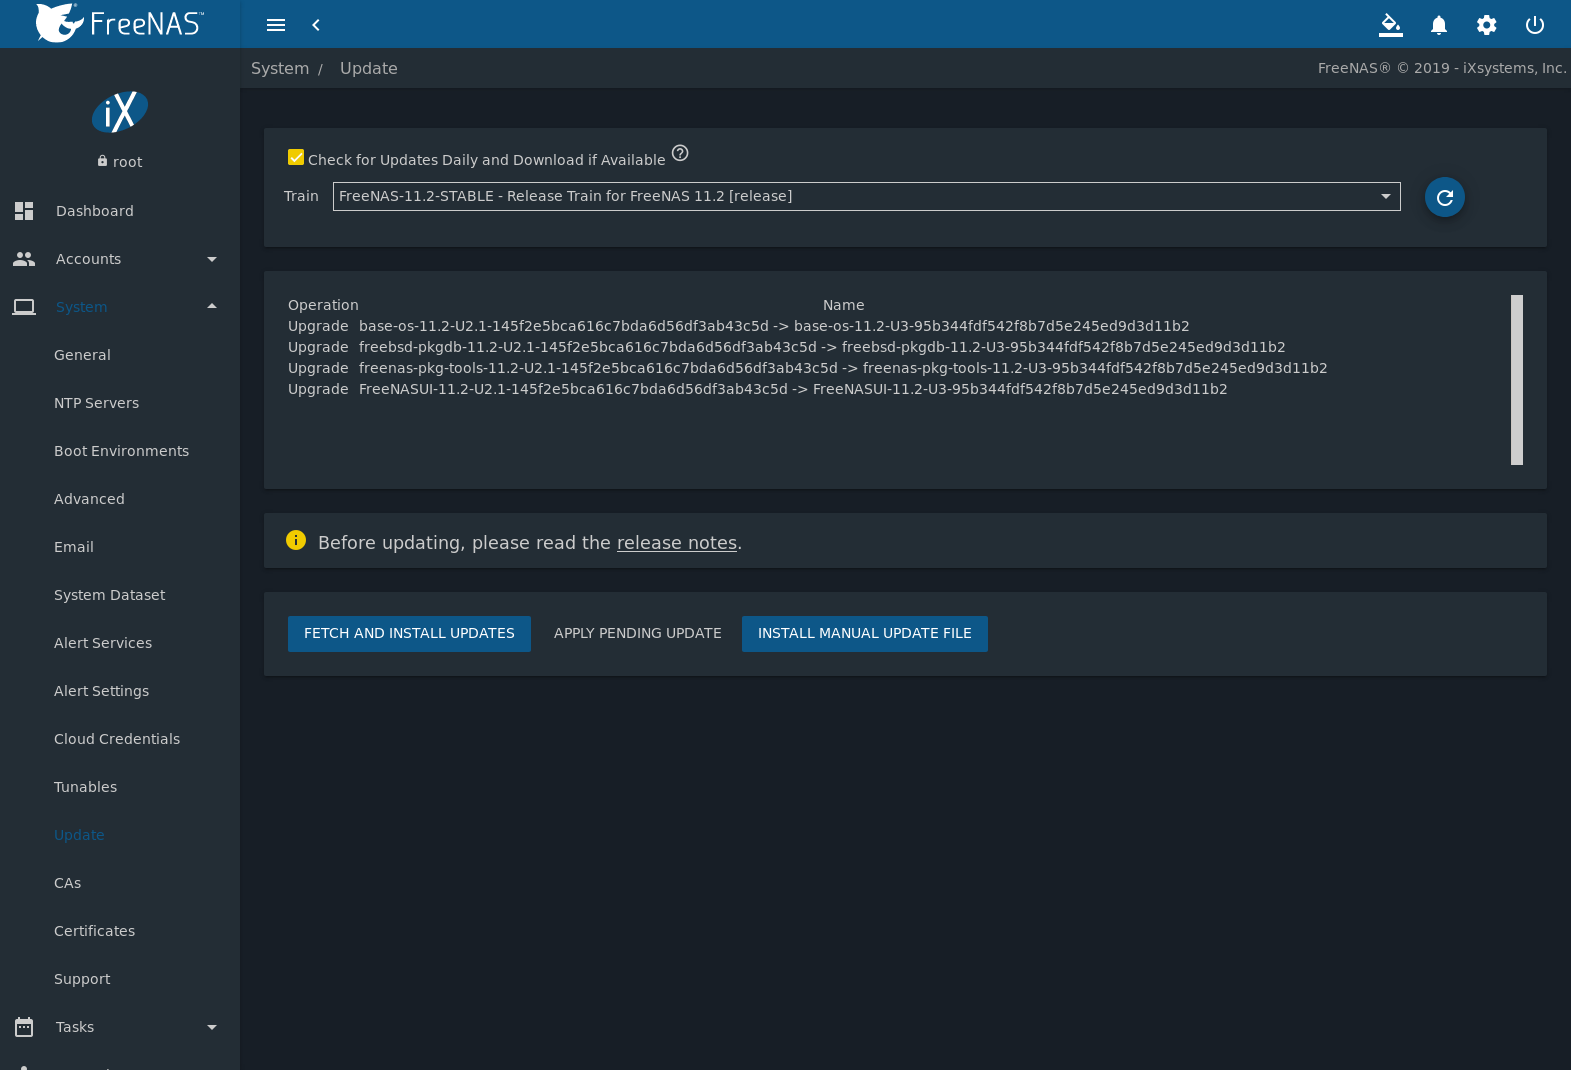 FreeNAS™
System / Update
FreeNAS® © 2019 - iXsystems, Inc.
iX
root
Dashboard
Accounts
System
General
NTP Servers
Boot Environments
Advanced
Email
System Dataset
Alert Services
Alert Settings
Cloud Credentials
Tunables
Update
CAs
Certificates
Support
Tasks
Check for Updates Daily and Download if Available
Train FreeNAS-11.2-STABLE - Release Train for FreeNAS 11.2 [release]
Operation Name
Upgrade base-os-11.2-U2.1-145f2e5bca616c7bda6d56df3ab43c5d -> base-os-11.2-U3-95b344fdf542f8b7d5e245ed9d3d11b2
Upgrade freebsd-pkgdb-11.2-U2.1-145f2e5bca616c7bda6d56df3ab43c5d -> freebsd-pkgdb-11.2-U3-95b344fdf542f8b7d5e245ed9d3d11b2
Upgrade freenas-pkg-tools-11.2-U2.1-145f2e5bca616c7bda6d56df3ab43c5d -> freenas-pkg-tools-11.2-U3-95b344fdf542f8b7d5e245ed9d3d11b2
Upgrade FreeNASUI-11.2-U2.1-145f2e5bca616c7bda6d56df3ab43c5d -> FreeNASUI-11.2-U3-95b344fdf542f8b7d5e245ed9d3d11b2
Before updating, please read the release notes.
FETCH AND INSTALL UPDATES APPLY PENDING UPDATE INSTALL MANUAL UPDATE FILE